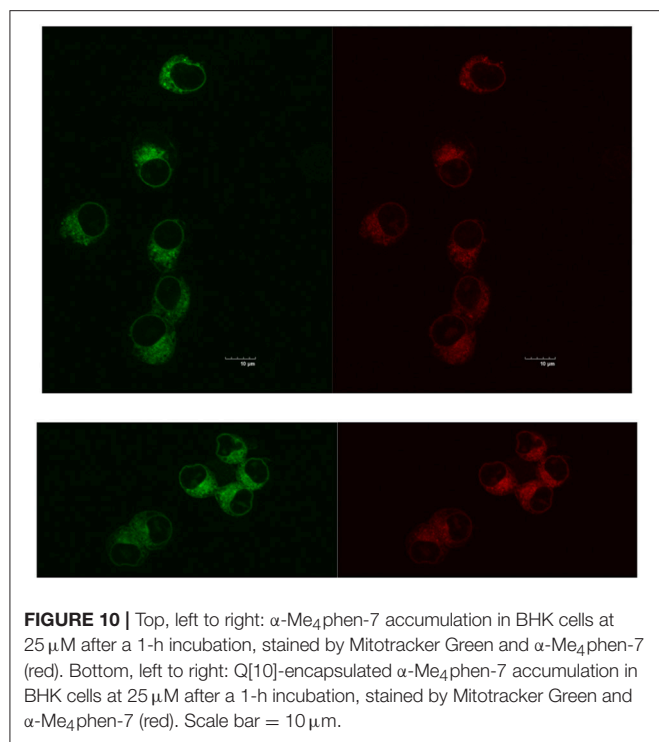 10 µm
10 µm
FIGURE 10 | Top, left to right: α-Me₄phen-7 accumulation in BHK cells at
25 µM after a 1-h incubation, stained by Mitotracker Green and α-Me₄phen-7
(red). Bottom, left to right: Q[10]-encapsulated α-Me₄phen-7 accumulation in
BHK cells at 25 µM after a 1-h incubation, stained by Mitotracker Green and
α-Me₄phen-7 (red). Scale bar = 10 µm.